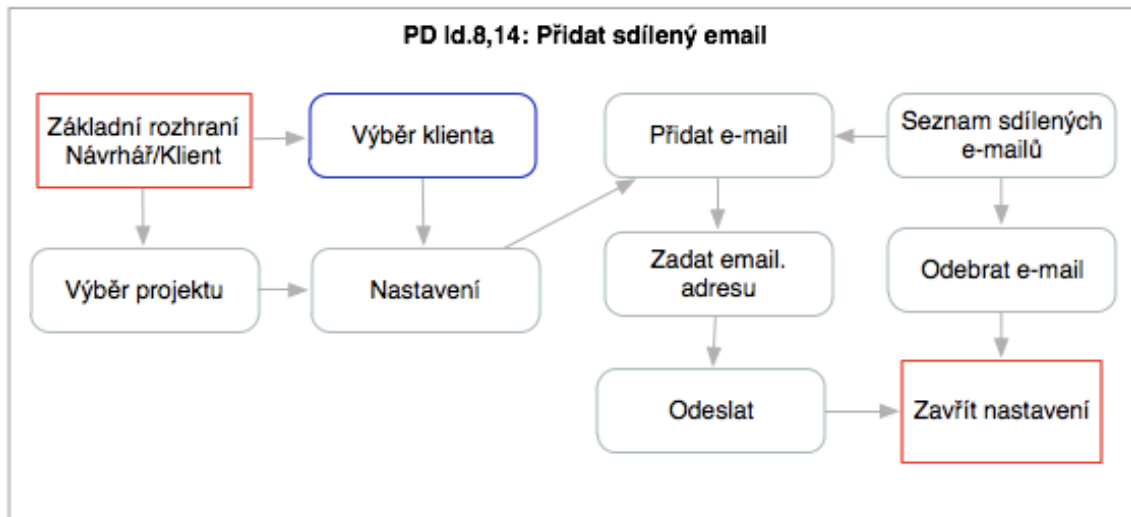 PD Id.8,14: Přidat sdílený email
Základní rozhraní
Návrhář/Klient
Výběr klienta
Přidat e-mail
Seznam sdílených
e-mailů
Výběr projektu
Nastavení
Zadat email.
adresu
Odebrat e-mail
Odeslat
Zavřít nastavení